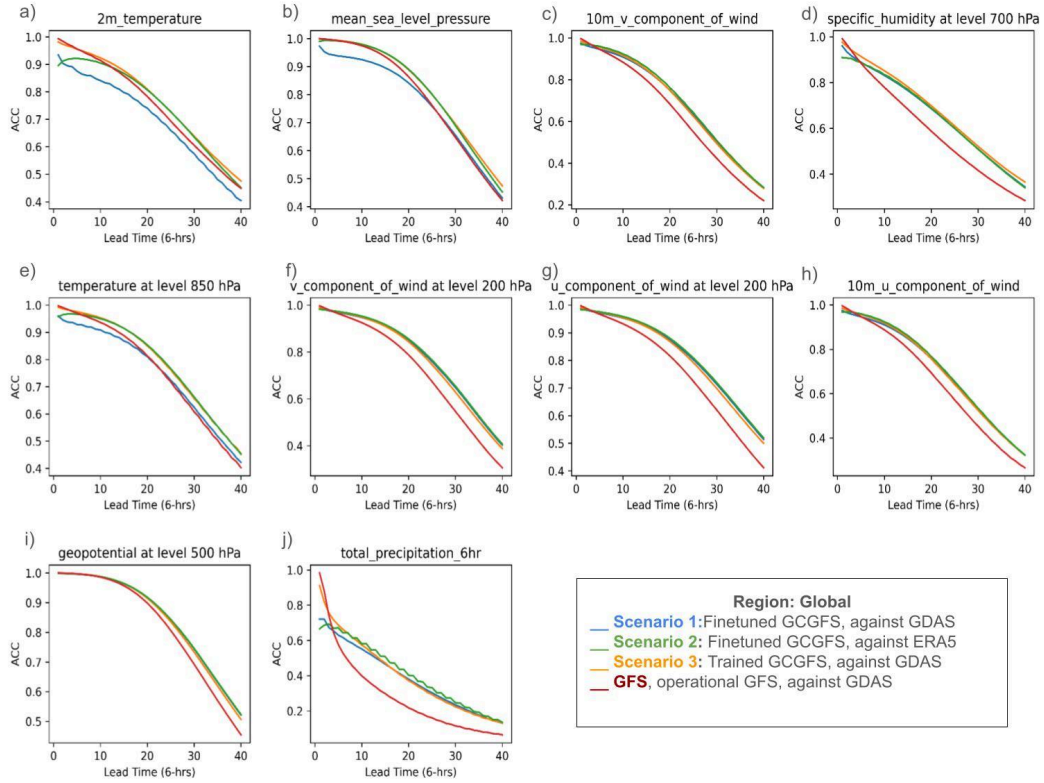 a)
2m_temperature
1.0
0.9
0.8
0.7
0.6
0.5
0.4
ACC
0 10 20 30 40
Lead Time (6-hrs)
b)
mean_sea_level_pressure
1.0
0.9
0.8
0.7
0.6
0.5
0.4
ACC
0 10 20 30 40
Lead Time (6-hrs)
c)
10m_v_component_of_wind
1.0
0.8
0.6
0.4
0.2
ACC
0 10 20 30 40
Lead Time (6-hrs)
d)
specific_humidity at level 700 hPa
1.0
0.8
0.6
0.4
ACC
0 10 20 30 40
Lead Time (6-hrs)
e)
temperature at level 850 hPa
1.0
0.9
0.8
0.7
0.6
0.5
0.4
ACC
0 10 20 30 40
Lead Time (6-hrs)
f)
v_component_of_wind at level 200 hPa
1.0
0.8
0.6
0.4
ACC
0 10 20 30 40
Lead Time (6-hrs)
g)
u_component_of_wind at level 200 hPa
1.0
0.9
0.8
0.7
0.6
0.5
0.4
ACC
0 10 20 30 40
Lead Time (6-hrs)
h)
10m_u_component_of_wind
1.0
0.8
0.6
0.4
ACC
0 10 20 30 40
Lead Time (6-hrs)
i)
geopotential at level 500 hPa
1.0
0.9
0.8
0.7
0.6
0.5
ACC
0 10 20 30 40
Lead Time (6-hrs)
j)
total_precipitation_6hr
1.0
0.8
0.6
0.4
0.2
ACC
0 10 20 30 40
Lead Time (6-hrs)
Region: Global
Scenario 1:Finetuned GCGFS, against GDAS
Scenario 2: Finetuned GCGFS, against ERA5
Scenario 3: Trained GCGFS, against GDAS
GFS, operational GFS, against GDAS